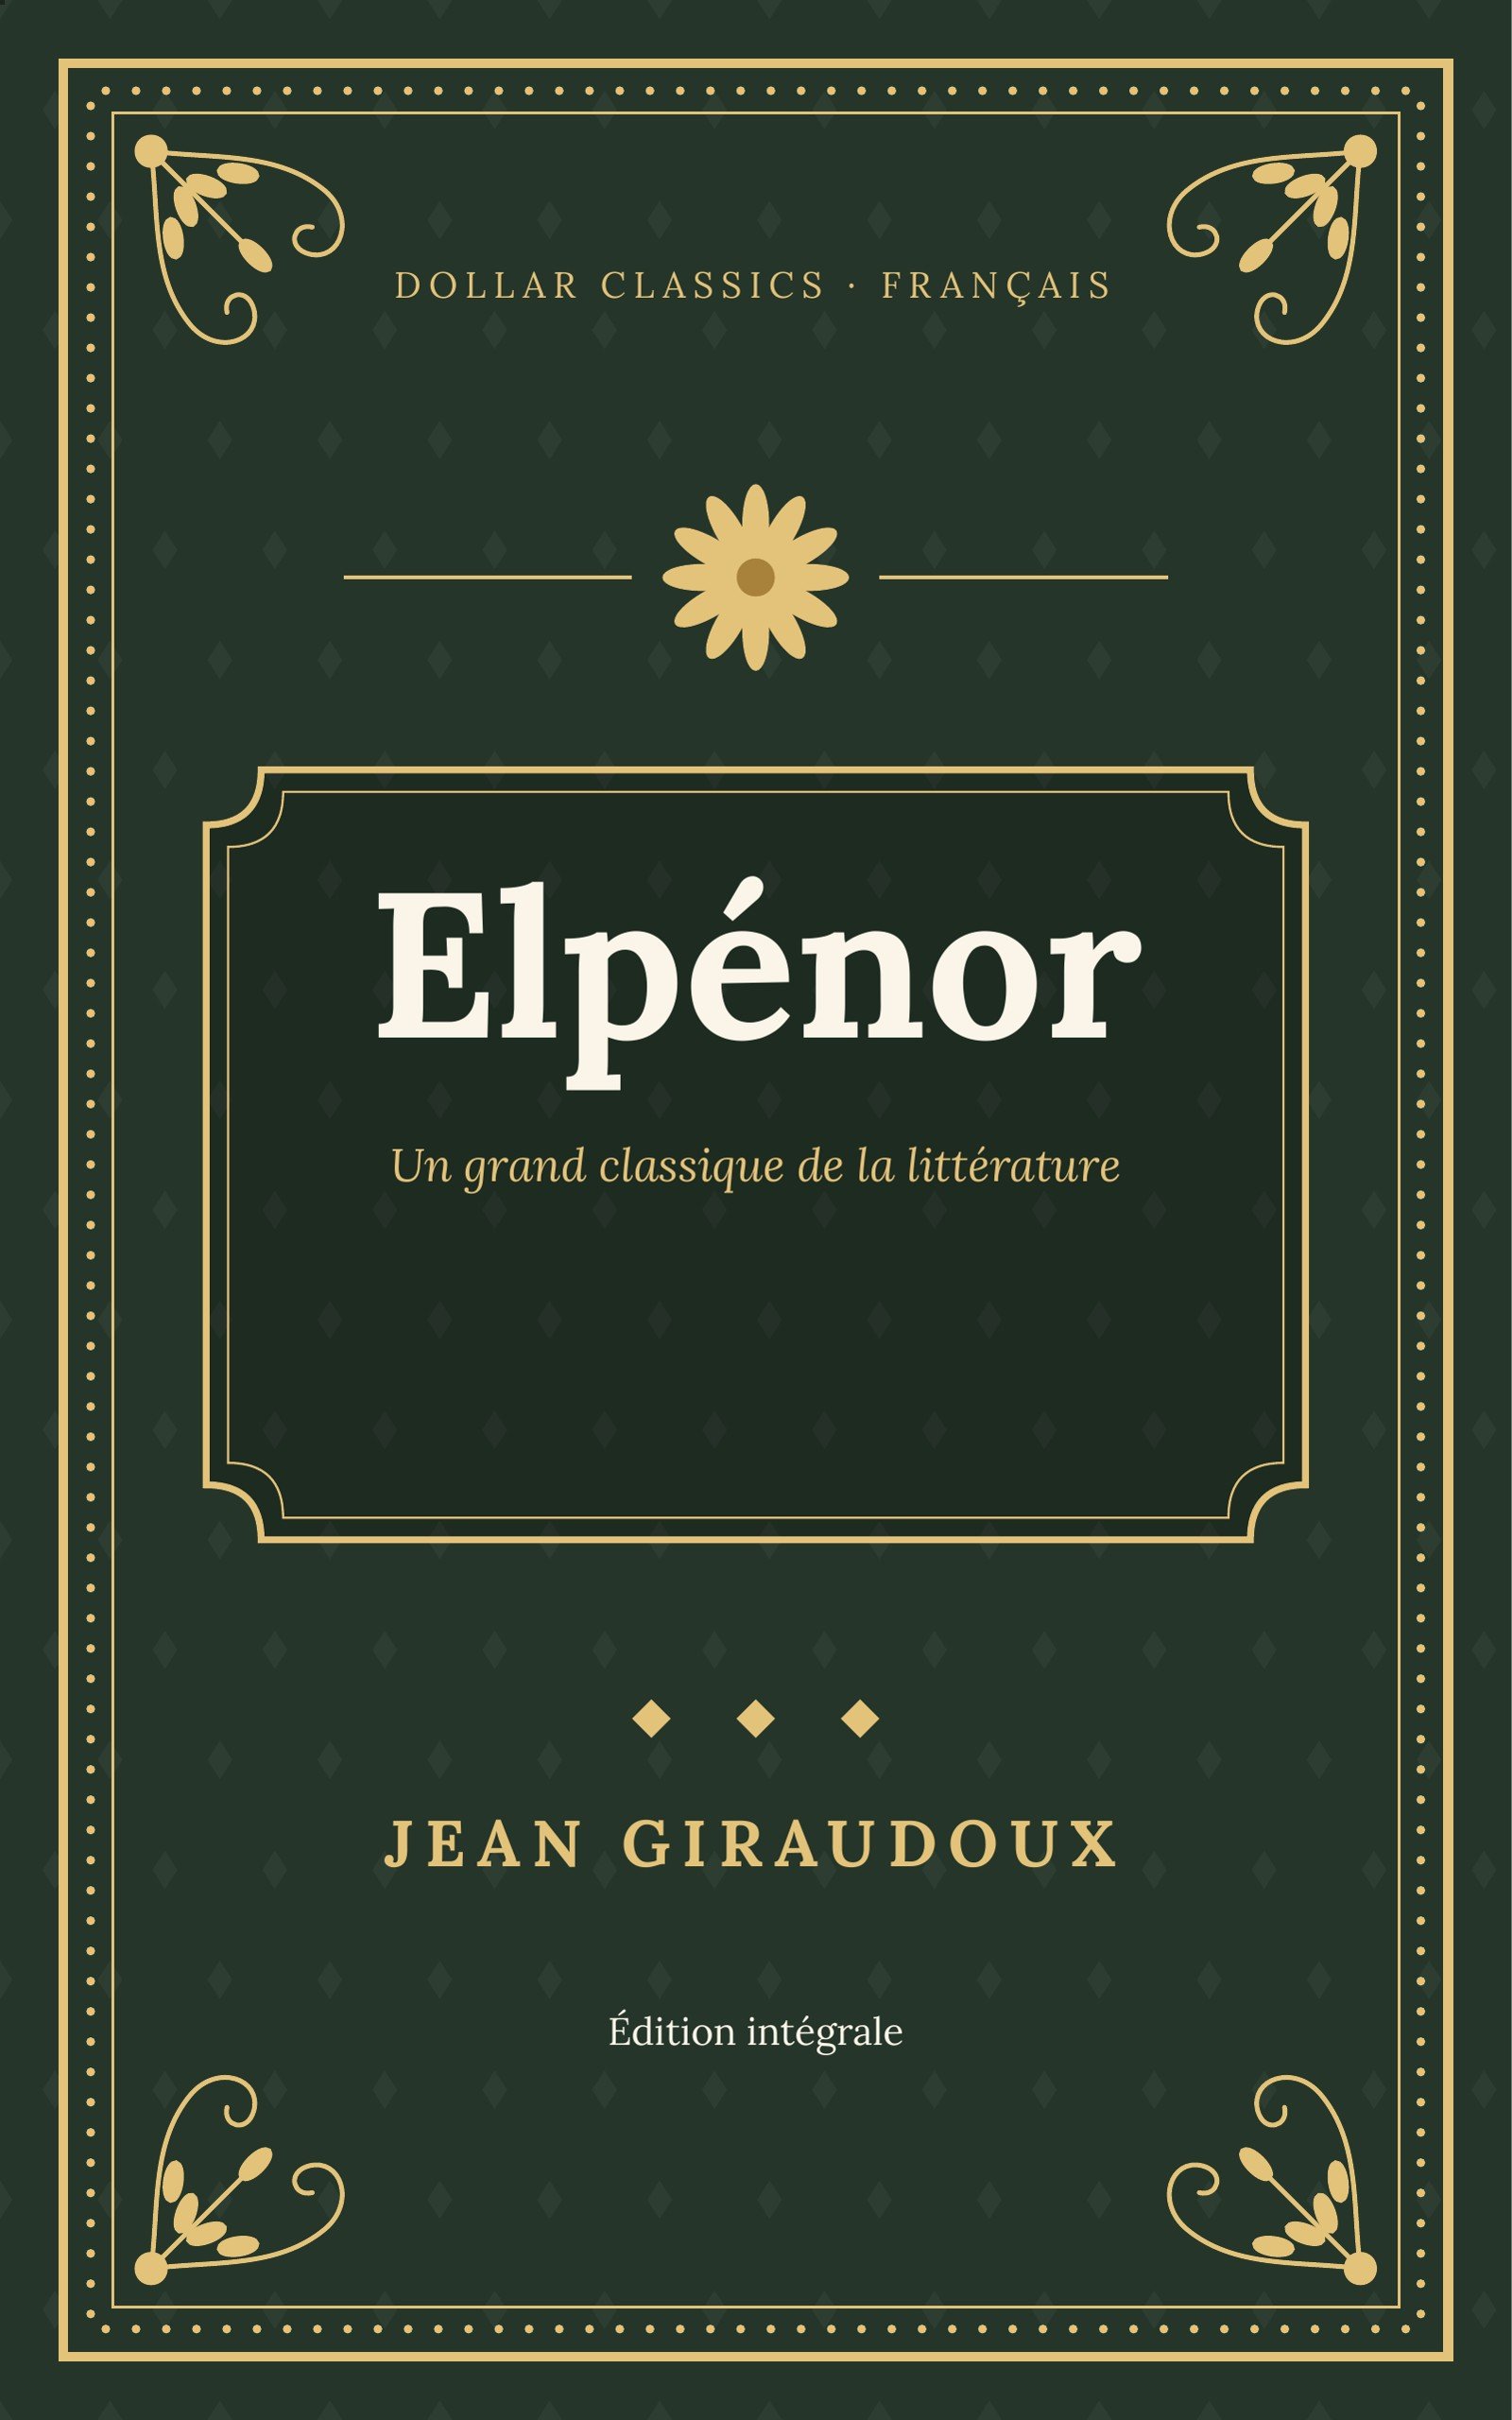 DOLLAR CLASSICS · FRANÇAIS
Elpénor
Un grand classique de la littérature
JEAN GIRAUDOUX
Édition intégrale